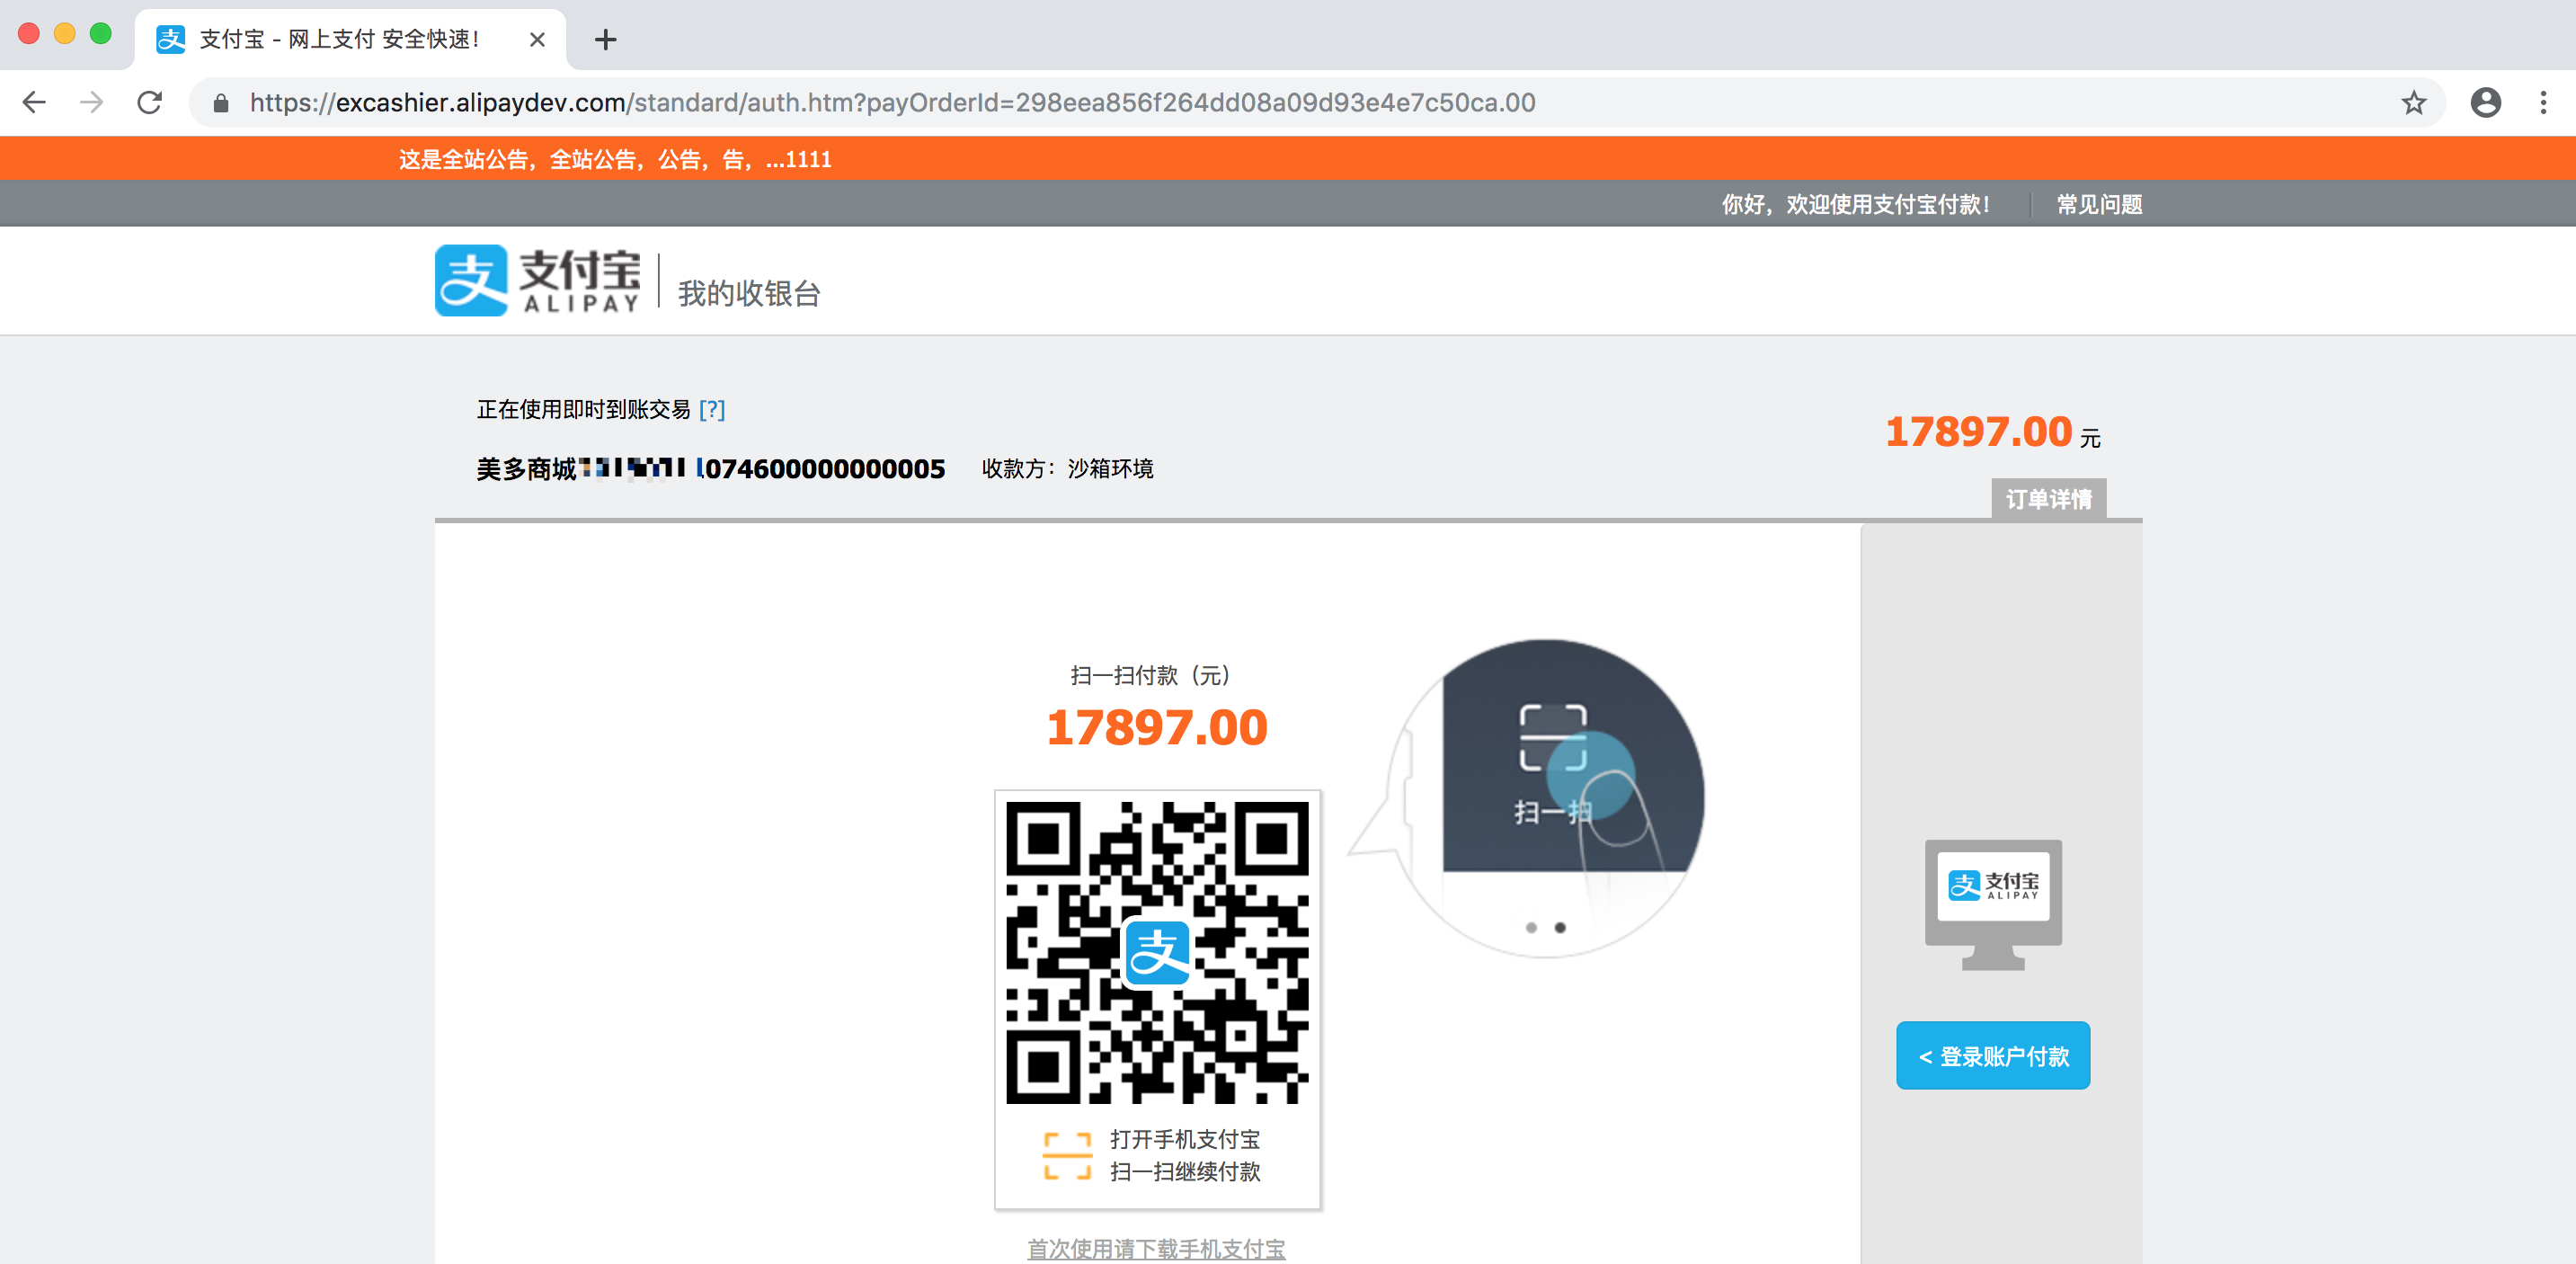 支付宝 - 网上支付 安全快速!
https://excashier.alipaydev.com/standard/auth.htm?payOrderId=298eea856f264dd08a09d93e4e7c50ca.00
这是全站公告，全站公告，公告，告，...1111
你好，欢迎使用支付宝付款! 常见问题
支付宝 ALIPAY 我的收银台
正在使用即时到账交易 [?]
17897.00 元
美多商城 074600000000005 收款方：沙箱环境
订单详情
扫一扫付款（元）
17897.00
扫一扫
支付宝
ALIPAY
< 登录账户付款
打开手机支付宝
扫一扫继续付款
首次使用请下载手机支付宝